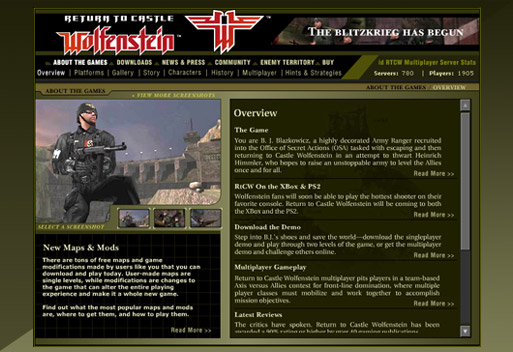 RETURN TO CASTLE
Wolfenstein™
THE BLITZKRIEG HAS BEGUN
ABOUT THE GAMES DOWNLOADS NEWS & PRESS COMMUNITY ENEMY TERRITORY BUY
id RTCW Multiplayer Server Stats
Overview | Platforms | Gallery | Story | Characters | History | Multiplayer | Hints & Strategies
Servers: 780 | Players: 1905
ABOUT THE GAMES
» VIEW MORE SCREENSHOTS
ABOUT THE GAMES / OVERVIEW
SELECT A SCREENSHOT
New Maps & Mods
There are tons of free maps and game
modifications made by users like you that you can
download and play today. User-made maps are
single levels, while modifications are changes to
the game that can alter the entire playing
experience and make it a whole new game.
Find out what the most popular maps and mods
are, where to get them, and how to play them.
Read More >>
Overview
The Game
You are B. J. Blazkowicz, a highly decorated Army Ranger recruited
into the Office of Secret Actions (OSA) tasked with escaping and then
returning to Castle Wolfenstein in an attempt to thwart Heinrich
Himmler, who hopes to raise an unstoppable army to level the Allies
once and for all.
Read More >>
RtCW On the XBox & PS2
Wolfenstein fans will soon be able to play the hottest shooter on their
favorite console. Return to Castle Wolfenstein will be coming to both
the XBox and the PS2.
Read More >>
Download the Demo
Step into B.J.'s shoes and save the world—download the singleplayer
demo and play through two levels of the game, or get the multiplayer
demo and challenge others online.
Read More >>
Multiplayer Gameplay
Return to Castle Wolfenstein multiplayer pits players in a team-based
Axis versus Allies contest for front-line domination, where multiple
player classes must mobilize and work together to accomplish
mission objectives.
Read More >>
Latest Reviews
The critics have spoken. Return to Castle Wolfenstein has been
awarded a 90% rating or higher by over 40 gaming publications